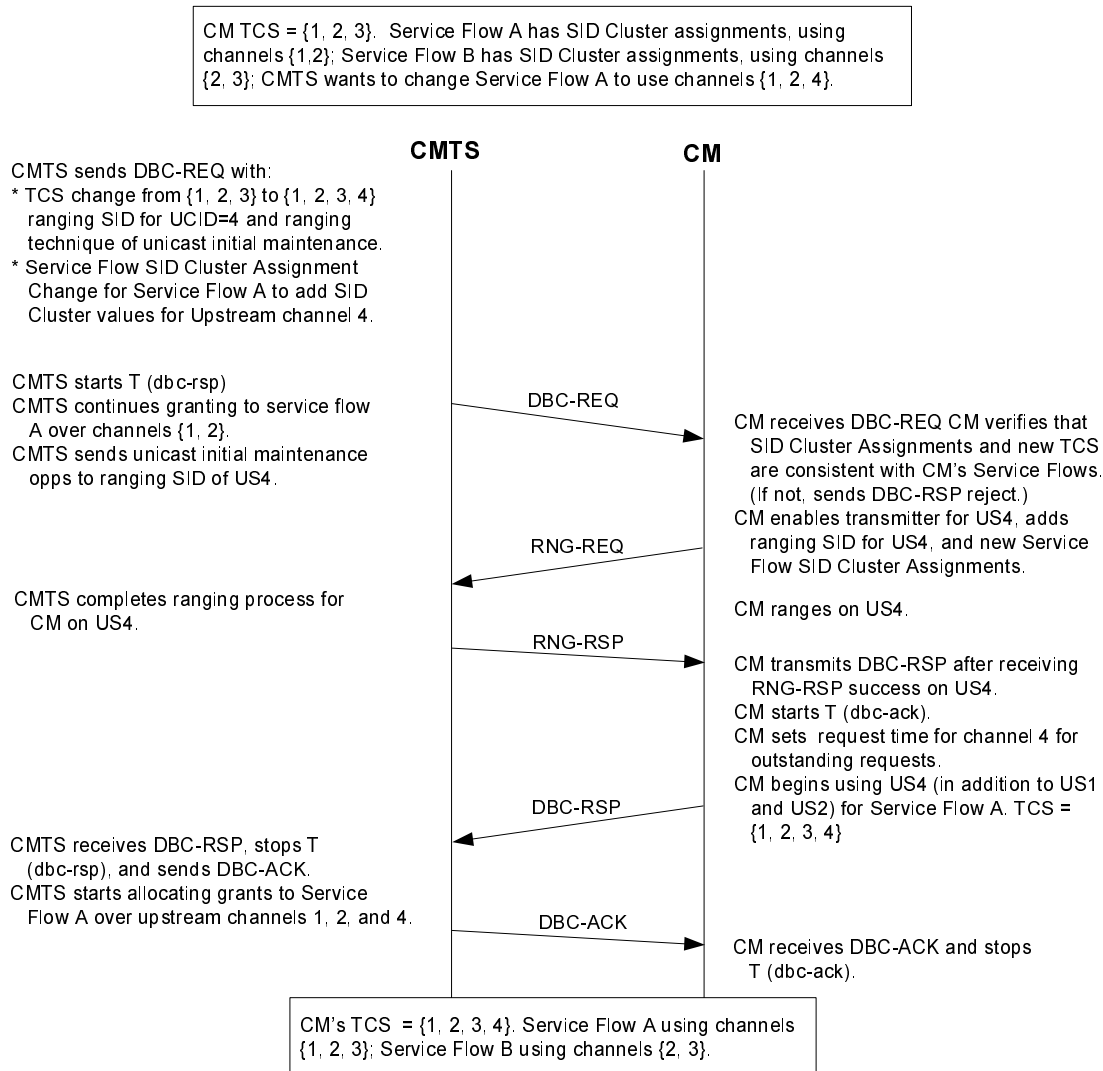 CM TCS = {1, 2, 3}.  Service Flow A has SID Cluster assignments, using
channels {1,2}; Service Flow B has SID Cluster assignments, using channels
{2, 3}; CMTS wants to change Service Flow A to use channels {1, 2, 4}.
CMTS
CM
CMTS sends DBC-REQ with:
* TCS change from {1, 2, 3} to {1, 2, 3, 4}
ranging SID for UCID=4 and ranging
technique of unicast initial maintenance.
* Service Flow SID Cluster Assignment
Change for Service Flow A to add SID
Cluster values for Upstream channel 4.
CMTS starts T (dbc-rsp)
CMTS continues granting to service flow
A over channels {1, 2}.
CMTS sends unicast initial maintenance
opps to ranging SID of US4.
DBC-REQ
CM receives DBC-REQ CM verifies that
SID Cluster Assignments and new TCS
are consistent with CM's Service Flows.
(If not, sends DBC-RSP reject.)
CM enables transmitter for US4, adds
ranging SID for US4, and new Service
Flow SID Cluster Assignments.
RNG-REQ
CMTS completes ranging process for
CM on US4.
CM ranges on US4.
RNG-RSP
CM transmits DBC-RSP after receiving
RNG-RSP success on US4.
CM starts T (dbc-ack).
CM sets  request time for channel 4 for
outstanding requests.
CM begins using US4 (in addition to US1
and US2) for Service Flow A. TCS =
{1, 2, 3, 4}
DBC-RSP
CMTS receives DBC-RSP, stops T
(dbc-rsp), and sends DBC-ACK.
CMTS starts allocating grants to Service
Flow A over upstream channels 1, 2, and 4.
DBC-ACK
CM receives DBC-ACK and stops
T (dbc-ack).
CM's TCS  = {1, 2, 3, 4}. Service Flow A using channels
{1, 2, 3}; Service Flow B using channels {2, 3}.